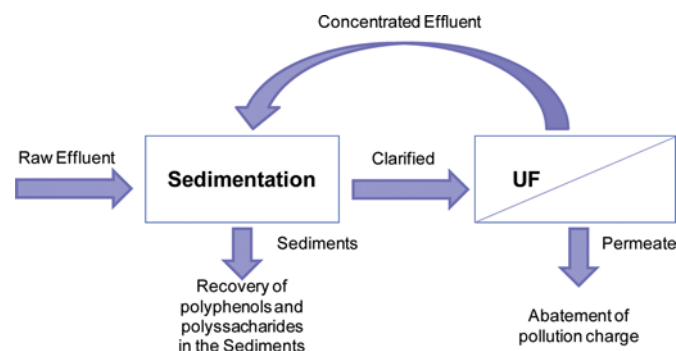 Concentrated Effluent
Raw Effluent
Sedimentation
Clarified
UF
Sediments
Permeate
Recovery of
polyphenols and
polyssacharides
in the Sediments
Abatement of
pollution charge